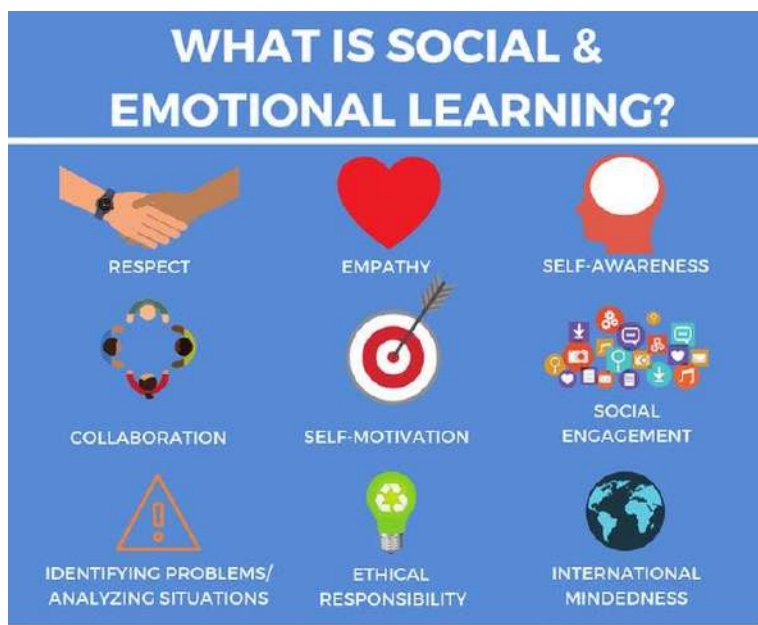 WHAT IS SOCIAL &
EMOTIONAL LEARNING?
RESPECT
EMPATHY
SELF-AWARENESS
COLLABORATION
SELF-MOTIVATION
SOCIAL
ENGAGEMENT
IDENTIFYING PROBLEMS/
ANALYZING SITUATIONS
ETHICAL
RESPONSIBILITY
INTERNATIONAL
MINDEDNESS